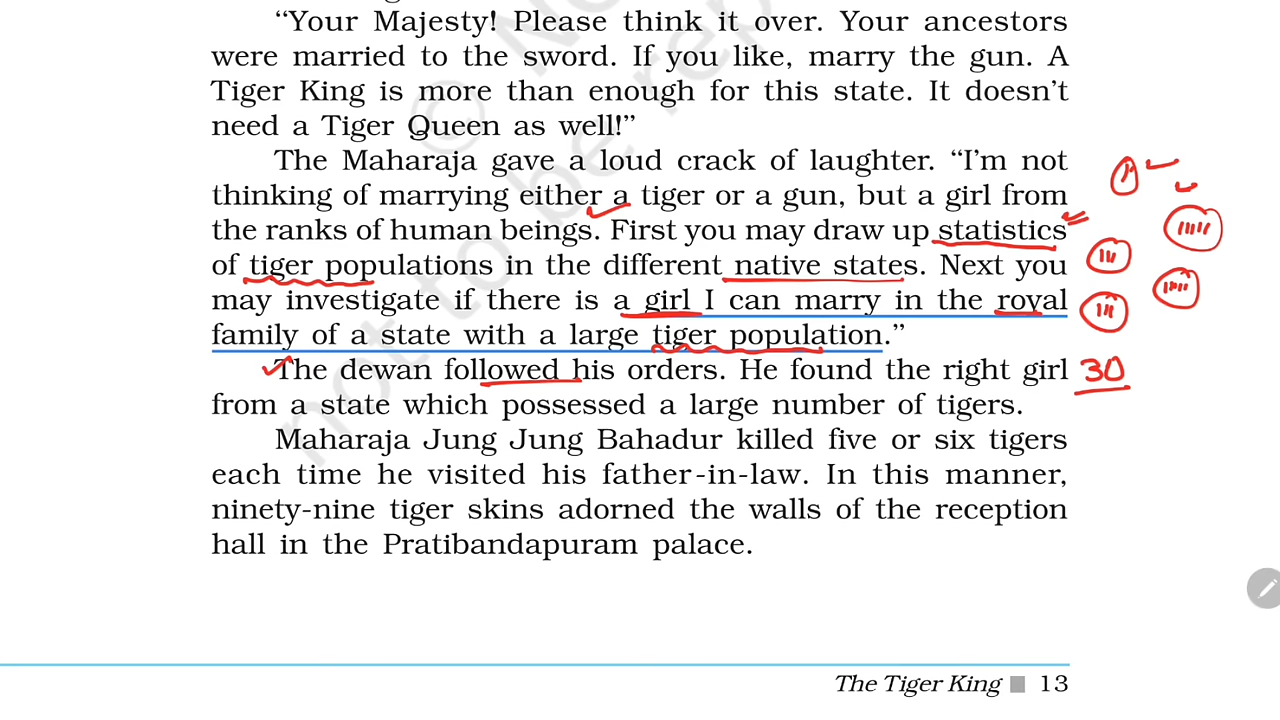 “Your Majesty! Please think it over. Your ancestors
were married to the sword. If you like, marry the gun. A
Tiger King is more than enough for this state. It doesn’t
need a Tiger Queen as well!”
The Maharaja gave a loud crack of laughter. “I’m not
thinking of marrying either a tiger or a gun, but a girl from
the ranks of human beings. First you may draw up statistics
of tiger populations in the different native states. Next you
may investigate if there is a girl I can marry in the royal
family of a state with a large tiger population.”
The dewan followed his orders. He found the right girl 30
from a state which possessed a large number of tigers.
Maharaja Jung Jung Bahadur killed five or six tigers
each time he visited his father-in-law. In this manner,
ninety-nine tiger skins adorned the walls of the reception
hall in the Pratibandapuram palace.
The Tiger King 13